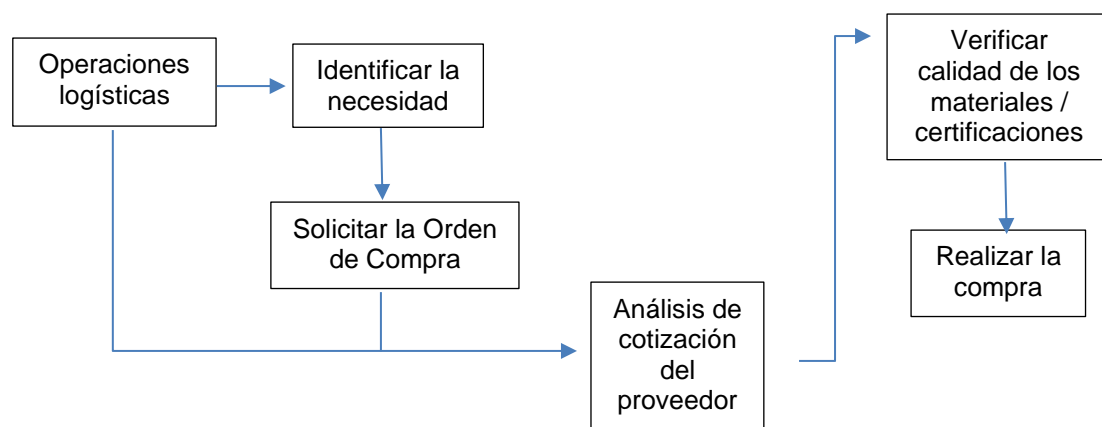 Operaciones
logísticas
Identificar la
necesidad
Solicitar la Orden
de Compra
Análisis de
cotización
del
proveedor
Verificar
calidad de los
materiales /
certificaciones
Realizar la
compra